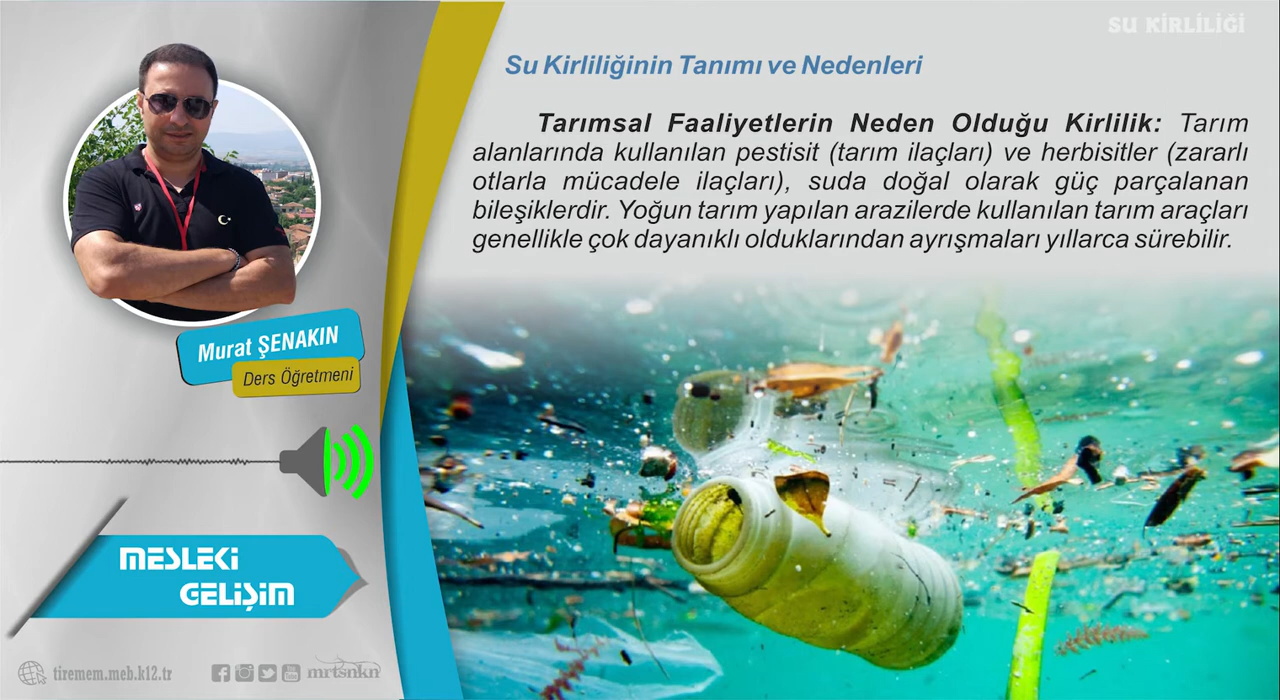 SU KİRLİLİĞİ
Su Kirliliğinin Tanımı ve Nedenleri
Tarımsal Faaliyetlerin Neden Olduğu Kirlilik: Tarım
alanlarında kullanılan pestisit (tarım ilaçları) ve herbisitler (zararlı
otlarla mücadele ilaçları), suda doğal olarak güç parçalanan
bileşiklerdir. Yoğun tarım yapılan arazilerde kullanılan tarım araçları
genellikle çok dayanıklı olduklarından ayrışmaları yıllarca sürebilir.
Murat ŞENAKIN
Ders Öğretmeni
MESLEKİ
GELİŞİM
tiremem.meb.k12.tr
mrtsnkn